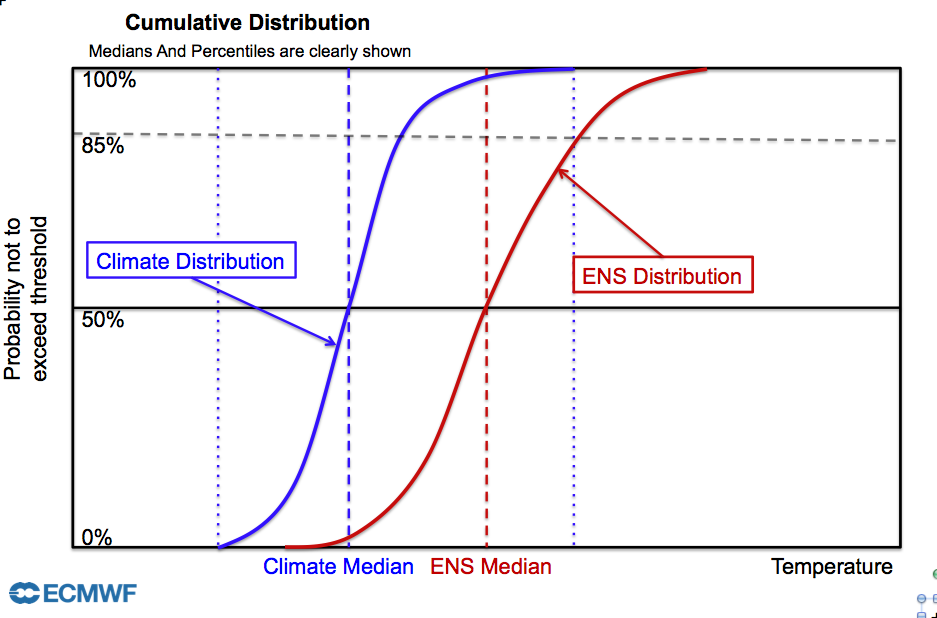 Cumulative Distribution
Medians And Percentiles are clearly shown
100%
85%
Probability not to
exceed threshold
Climate Distribution
ENS Distribution
50%
0%
Climate Median
ENS Median
Temperature
ECMWF